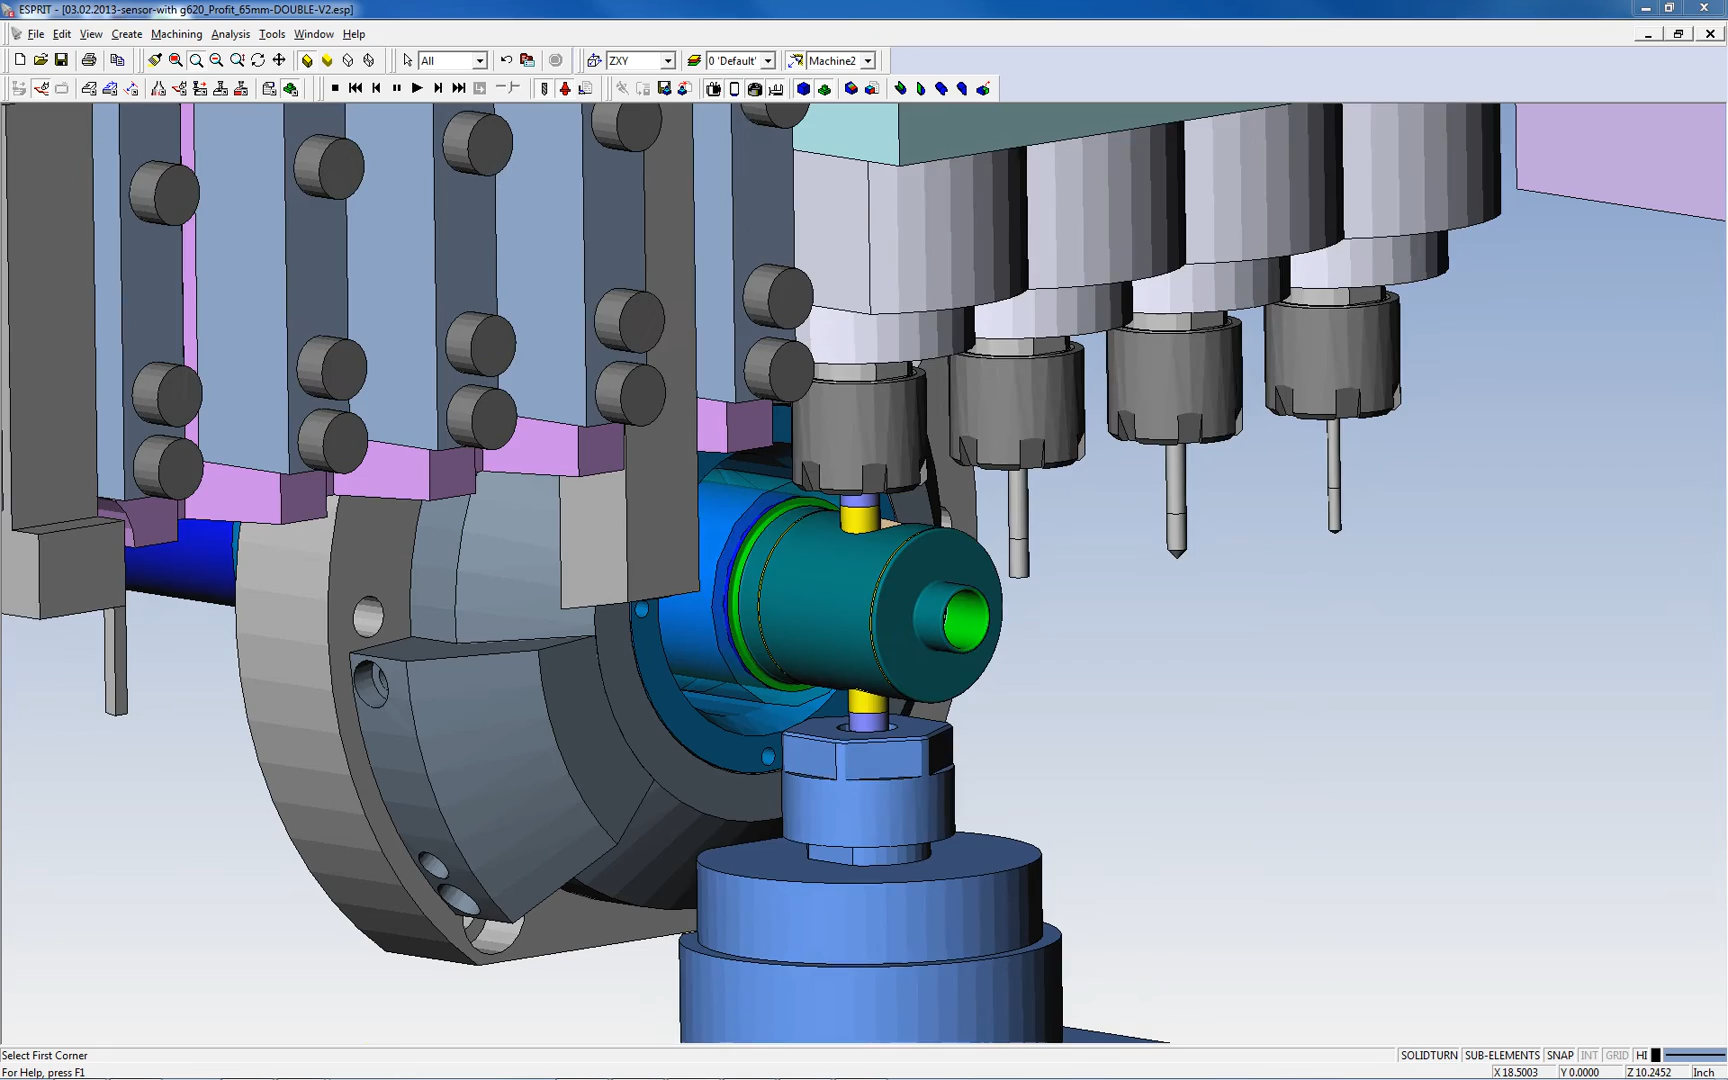 ESPRIT - [03.02.2013-sensor-with g620_Profit_65mm-DOUBLE-V2.esp]
File Edit View Create Machining Analysis Tools Window Help
All ZXY 0 'Default' Machine2
Select First Corner SOLIDTURN SUB-ELEMENTS SNAP INT GRID HI
For Help, press F1 X 18.5003 Y 0.0000 Z 10.2452 Inch